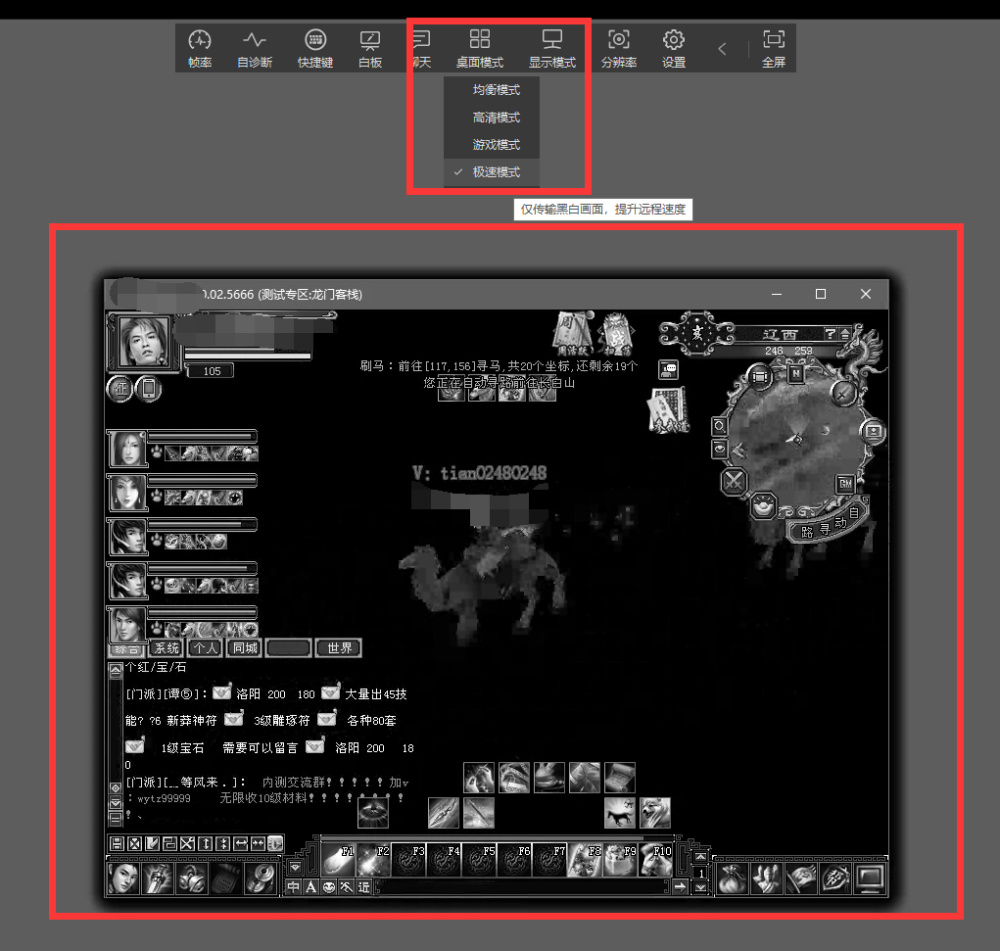 帧率 自诊断 快捷键 白板 聊天 桌面模式 显示模式 分辨率 设置 全屏
均衡模式
高清模式
游戏模式
极速模式
仅传输黑白画面，提升远程速度
0.02.5666 (测试专区:龙门客栈)
周
周活跃
辽西
?
亥
248 253
105
刷马：前往[117,156]寻马,共20个坐标,还剩余19个
您正在自动寻路前往长白山
征
N
V: tian02480248
GM
自动寻路
综合 系统 个人 同城 世界
个红/宝/石
[门派][谭⑤]: 洛阳 200 180 大量出45技
能? ?6 新莽神符 3级雕琢符 各种80套
1级宝石 需要可以留言 洛阳 200 18
0
[门派][__等风来．]: 内测交流群！！！！！加v
：wytz99999 无限收10级材料！！！！！！！
！、
F1 F2 F3 F4 F5 F6 F7 F8 F9 F10
1
中 A 近